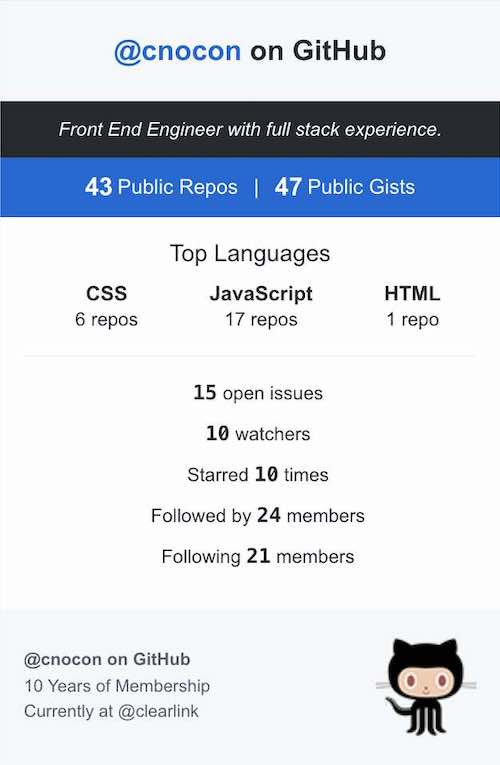 @cnocon on GitHub
Front End Engineer with full stack experience.
43 Public Repos | 47 Public Gists
Top Languages
CSS JavaScript HTML
6 repos 17 repos 1 repo
15 open issues
10 watchers
Starred 10 times
Followed by 24 members
Following 21 members
@cnocon on GitHub
10 Years of Membership
Currently at @clearlink